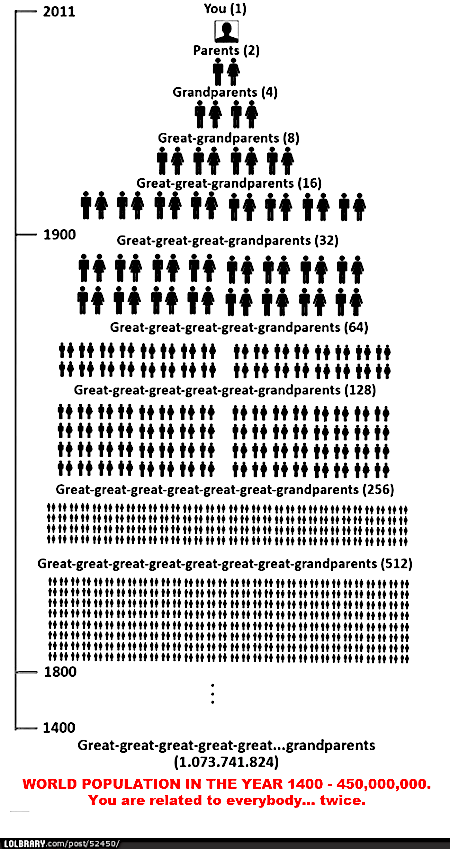 2011
You (1)
Parents (2)
Grandparents (4)
Great-grandparents (8)
Great-great-grandparents (16)
1900
Great-great-great-grandparents (32)
Great-great-great-great-grandparents (64)
Great-great-great-great-great-grandparents (128)
Great-great-great-great-great-great-grandparents (256)
Great-great-great-great-great-great-great-grandparents (512)
1800
1400
Great-great-great-great-great...grandparents
(1.073.741.824)
WORLD POPULATION IN THE YEAR 1400 - 450,000,000.
You are related to everybody... twice.
LOLBRARY.com/post/52450/